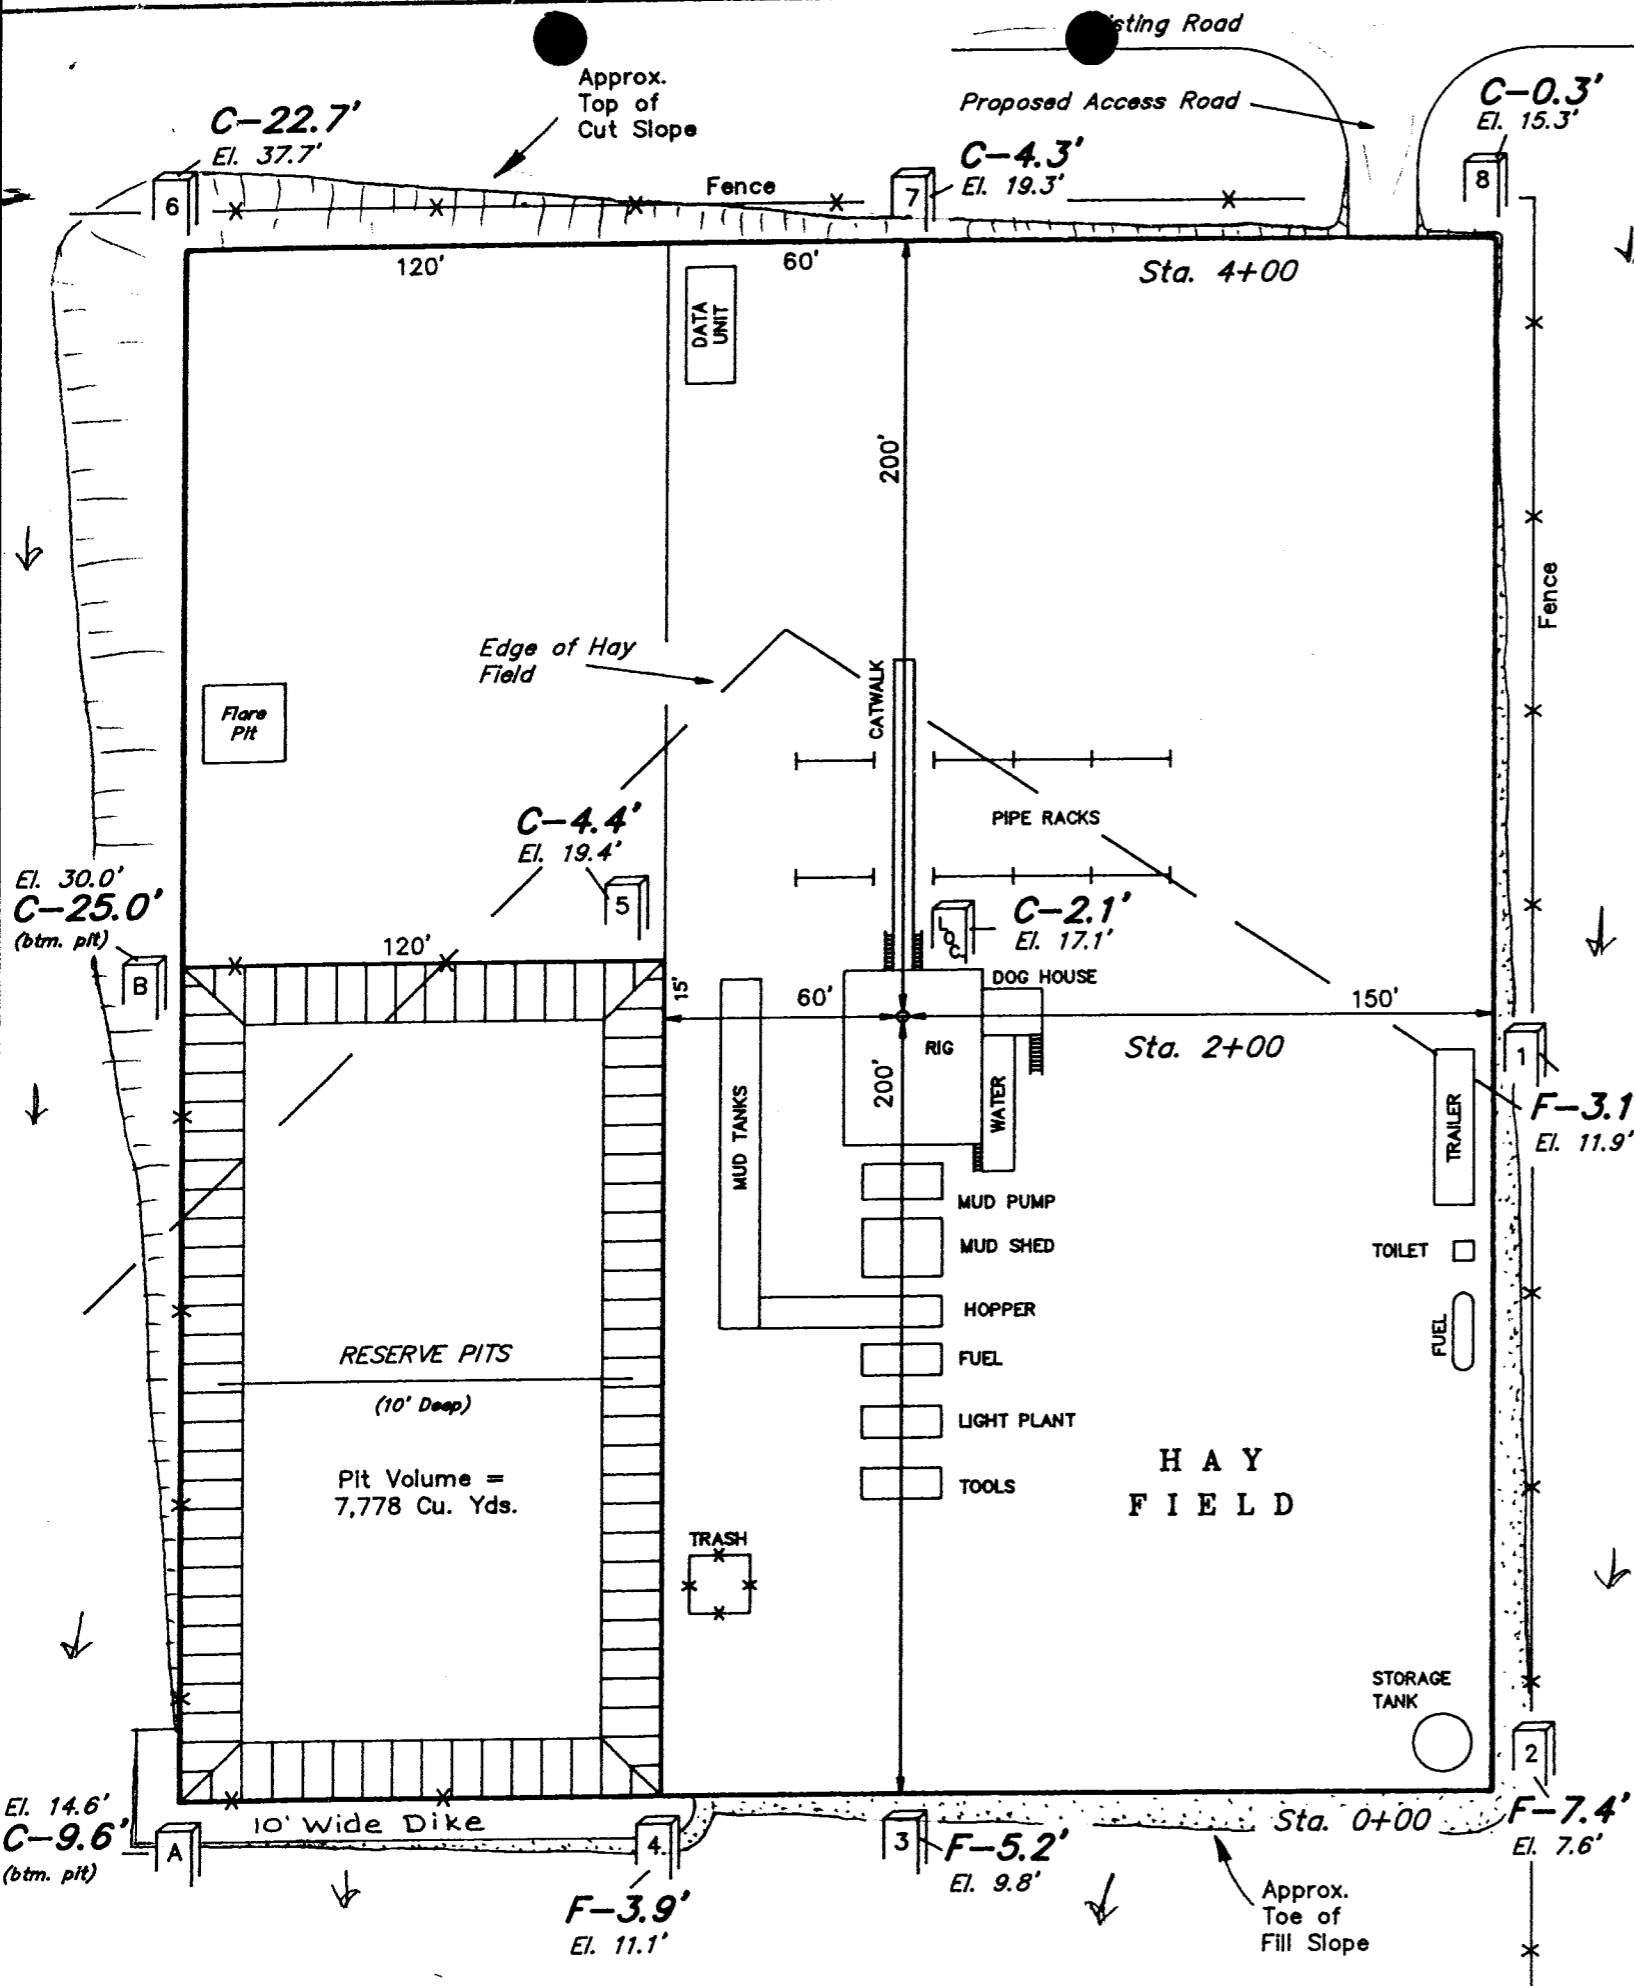 sting Road
Approx.
Top of
Cut Slope
Proposed Access Road
C-0.3'
El. 15.3'
C-22.7'
El. 37.7'
C-4.3'
El. 19.3'
Fence
6
7
8
120'
60'
Sta. 4+00
DATA
UNIT
200'
Fence
Edge of Hay
Field
CATWALK
Flare
Pit
C-4.4'
El. 19.4'
PIPE RACKS
El. 30.0'
C-25.0'
(btm. pit)
5
LOC
C-2.1'
El. 17.1'
120'
B
15'
60'
DOG HOUSE
150'
RIG
Sta. 2+00
1
200'
MUD TANKS
WATER
TRAILER
F-3.1
El. 11.9'
MUD PUMP
MUD SHED
TOILET
HOPPER
FUEL
RESERVE PITS
FUEL
(10' Deep)
LIGHT PLANT
HAY
FIELD
Pit Volume =
7,778 Cu. Yds.
TOOLS
TRASH
STORAGE
TANK
2
El. 14.6'
C-9.6'
(btm. pit)
10' Wide Dike
A
4
3
Sta. 0+00
F-7.4'
El. 7.6'
F-5.2'
El. 9.8'
F-3.9'
El. 11.1'
Approx.
Toe of
Fill Slope